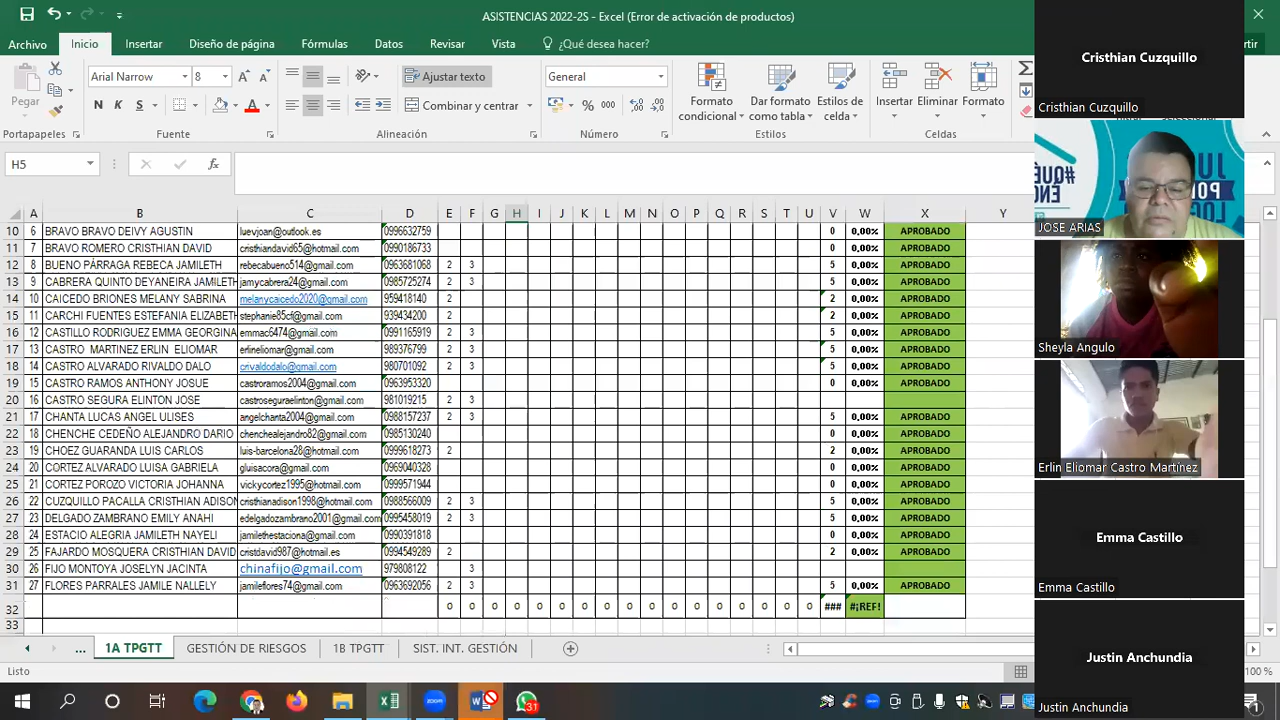 ASISTENCIAS 2022-2S - Excel (Error de activación de productos)
Archivo Inicio Insertar Diseño de página Fórmulas Datos Revisar Vista ¿Qué desea hacer? rtir
Arial Narrow 8 Ajustar texto General
Pegar N K S Combinar y centrar % 000 Formato condicional Dar formato como tabla Estilos de celda Insertar Eliminar Formato
Portapapeles Fuente Alineación Número Estilos Celdas
H5 fx
A B C D E F G H I J K L M N O P Q R S T U V W X Y
10 6 BRAVO BRAVO DEIVY AGUSTIN luevjoan@outlook.es 0996632759 0 0,00% APROBADO
11 7 BRAVO ROMERO CRISTHIAN DAVID cristhiandavid65@hotmail.com 0990186733 0 0,00% APROBADO
12 8 BUENO PÁRRAGA REBECA JAMILETH rebecabueno514@gmail.com 0963681068 2 3 5 0,00% APROBADO
13 9 CABRERA QUINTO DEYANEIRA JAMILETH jamycabrera24@gmail.com 0985725274 2 3 5 0,00% APROBADO
14 10 CAICEDO BRIONES MELANY SABRINA melanycaicedo2020@gmail.com 959418140 2 2 0,00% APROBADO
15 11 CARCHI FUENTES ESTEFANIA ELIZABETH stephanie85cf@gmail.com 939434200 2 2 0,00% APROBADO
16 12 CASTILLO RODRIGUEZ EMMA GEORGINA emmac6474@gmail.com 0991165919 2 3 5 0,00% APROBADO
17 13 CASTRO MARTINEZ ERLIN ELIOMAR erlineliomar@gmail.com 989376799 2 3 5 0,00% APROBADO
18 14 CASTRO ALVARADO RIVALDO DALO crivaldodalo@gmail.com 980701092 2 3 5 0,00% APROBADO
19 15 CASTRO RAMOS ANTHONY JOSUE castroramos2004@gmail.com 0963953320 0 0,00% APROBADO
20 16 CASTRO SEGURA ELINTON JOSE castroseguraelinton@gmail.com 981019215 2 3
21 17 CHANTA LUCAS ANGEL ULISES angelchanta2004@gmail.com 0988157237 2 3 5 0,00% APROBADO
22 18 CHENCHE CEDEÑO ALEJANDRO DARIO chenchealejandro82@gmail.com 0985130240 0 0,00% APROBADO
23 19 CHOEZ GUARANDA LUIS CARLOS luis-barcelona28@hotmail.com 0999618273 2 2 0,00% APROBADO
24 20 CORTEZ ALVARADO LUISA GABRIELA gluisacora@gmail.com 0969040328 0 0,00% APROBADO
25 21 CORTEZ POROZO VICTORIA JOHANNA vickycortez1995@hotmail.com 0999571944 0 0,00% APROBADO
26 22 CUZQUILLO PACALLA CRISTHIAN ADISON cristhianadison1998@hotmail.com 0988566009 2 3 5 0,00% APROBADO
27 23 DELGADO ZAMBRANO EMILY ANAHI edelgadozambrano2001@gmail.com 0995458019 2 3 5 0,00% APROBADO
28 24 ESTACIO ALEGRIA JAMILETH NAYELI jamilethestaciona@gmail.com 0990391818 0 0,00% APROBADO
29 25 FAJARDO MOSQUERA CRISTHIAN DAVID cristdavid987@hotmail.es 0994549289 2 2 0,00% APROBADO
30 26 FIJO MONTOYA JOSELYN JACINTA chinafijo@gmail.com 979808122 3
31 27 FLORES PARRALES JAMILE NALLELY jamileflores74@gmail.com 0963692056 2 3 5 0,00% APROBADO
32 0 0 0 0 0 0 0 0 0 0 0 0 0 0 0 0 0 ### #¡REF!
33
... 1A TPGTT GESTIÓN DE RIESGOS 1B TPGTT SIST. INT. GESTIÓN
Listo 100 %
zoom 31 zoom 1
Cristhian Cuzquillo
Cristhian Cuzquillo
JOSE ARIAS
Sheyla Angulo
Erlin Eliomar Castro Martínez
Emma Castillo
Emma Castillo
Justin Anchundia
Justin Anchundia